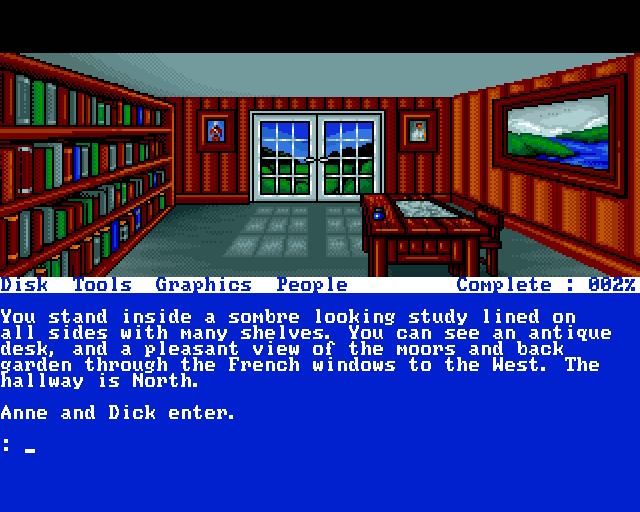 Disk Tools Graphics People Complete : 002%
You stand inside a sombre looking study lined on
all sides with many shelves. You can see an antique
desk, and a pleasant view of the moors and back
garden through the French windows to the West. The
hallway is North.
Anne and Dick enter.
: _